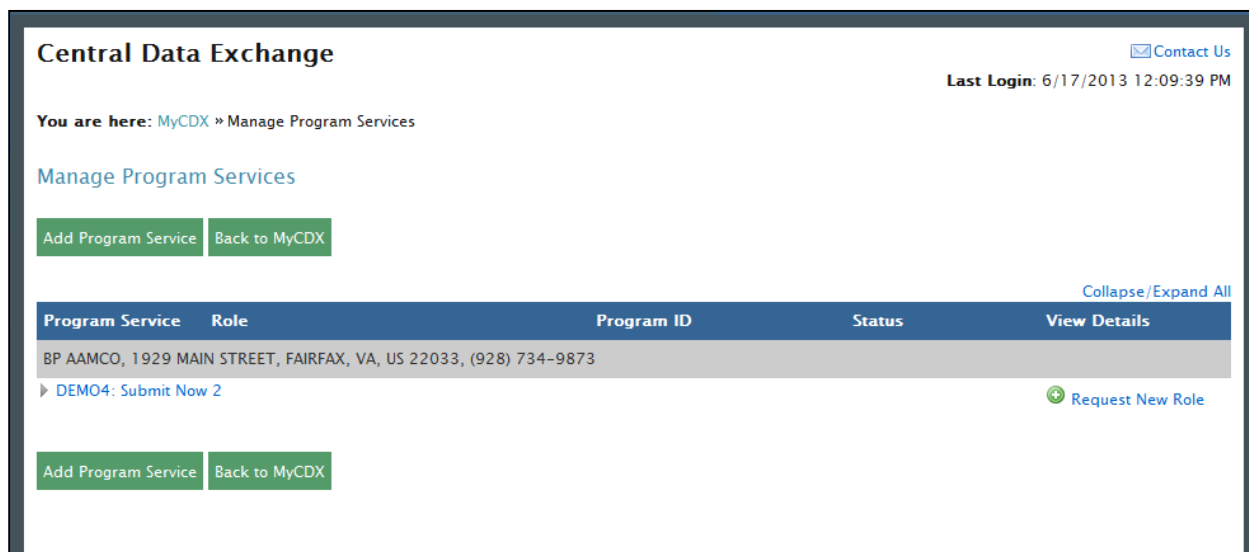 Central Data Exchange
Contact Us
Last Login: 6/17/2013 12:09:39 PM
You are here: MyCDX » Manage Program Services
Manage Program Services
Add Program Service Back to MyCDX
Collapse/Expand All
Program Service Role Program ID Status View Details
BP AAMCO, 1929 MAIN STREET, FAIRFAX, VA, US 22033, (928) 734-9873
DEMO4: Submit Now 2 Request New Role
Add Program Service Back to MyCDX